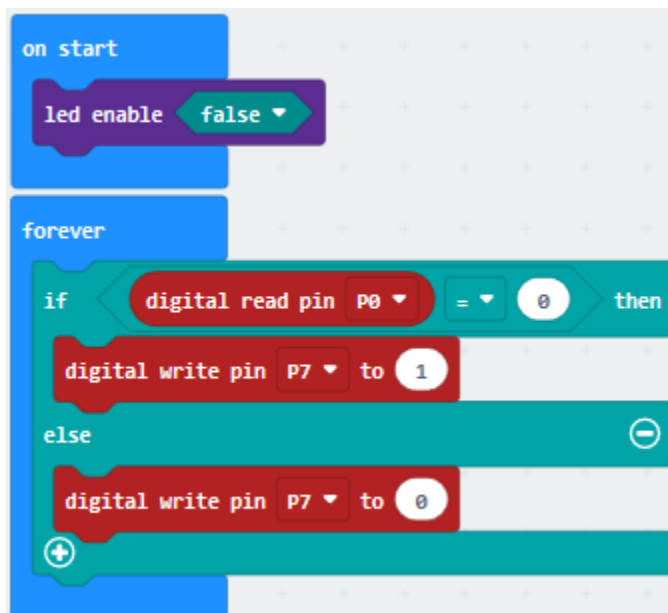 on start
led enable false
forever
if digital read pin P0 = 0 then
digital write pin P7 to 1
else
digital write pin P7 to 0